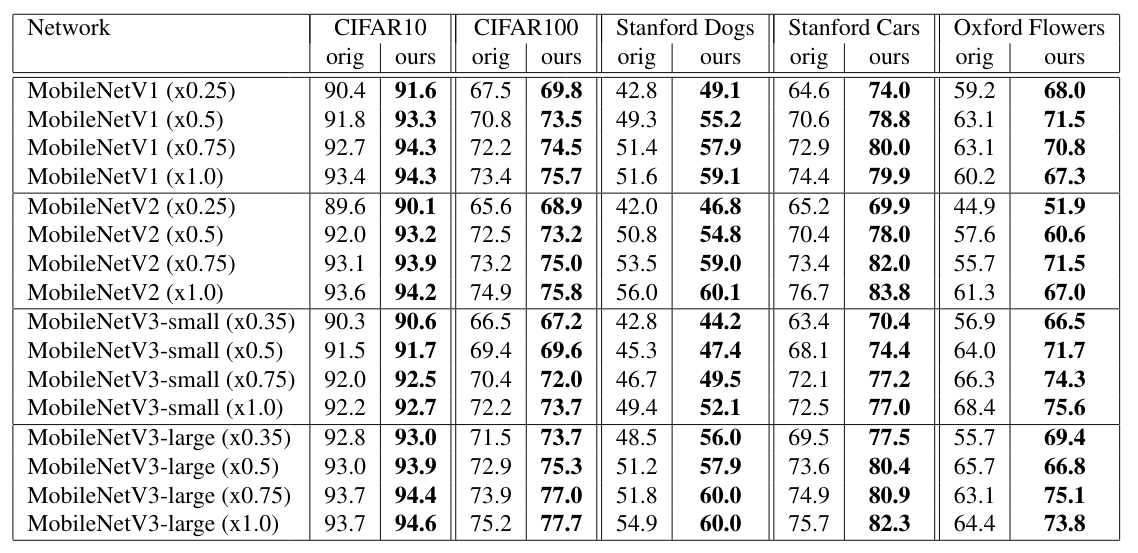 Network CIFAR10 CIFAR100 Stanford Dogs Stanford Cars Oxford Flowers
orig ours orig ours orig ours orig ours orig ours
MobileNetV1 (x0.25) 90.4 91.6 67.5 69.8 42.8 49.1 64.6 74.0 59.2 68.0
MobileNetV1 (x0.5) 91.8 93.3 70.8 73.5 49.3 55.2 70.6 78.8 63.1 71.5
MobileNetV1 (x0.75) 92.7 94.3 72.2 74.5 51.4 57.9 72.9 80.0 63.1 70.8
MobileNetV1 (x1.0) 93.4 94.3 73.4 75.7 51.6 59.1 74.4 79.9 60.2 67.3
MobileNetV2 (x0.25) 89.6 90.1 65.6 68.9 42.0 46.8 65.2 69.9 44.9 51.9
MobileNetV2 (x0.5) 92.0 93.2 72.5 73.2 50.8 54.8 70.4 78.0 57.6 60.6
MobileNetV2 (x0.75) 93.1 93.9 73.2 75.0 53.5 59.0 73.4 82.0 55.7 71.5
MobileNetV2 (x1.0) 93.6 94.2 74.9 75.8 56.0 60.1 76.7 83.8 61.3 67.0
MobileNetV3-small (x0.35) 90.3 90.6 66.5 67.2 42.8 44.2 63.4 70.4 56.9 66.5
MobileNetV3-small (x0.5) 91.5 91.7 69.4 69.6 45.3 47.4 68.1 74.4 64.0 71.7
MobileNetV3-small (x0.75) 92.0 92.5 70.4 72.0 46.7 49.5 72.1 77.2 66.3 74.3
MobileNetV3-small (x1.0) 92.2 92.7 72.2 73.7 49.4 52.1 72.5 77.0 68.4 75.6
MobileNetV3-large (x0.35) 92.8 93.0 71.5 73.7 48.5 56.0 69.5 77.5 55.7 69.4
MobileNetV3-large (x0.5) 93.0 93.9 72.9 75.3 51.2 57.9 73.6 80.4 65.7 66.8
MobileNetV3-large (x0.75) 93.7 94.4 73.9 77.0 51.8 60.0 74.9 80.9 63.1 75.1
MobileNetV3-large (x1.0) 93.7 94.6 75.2 77.7 54.9 60.0 75.7 82.3 64.4 73.8